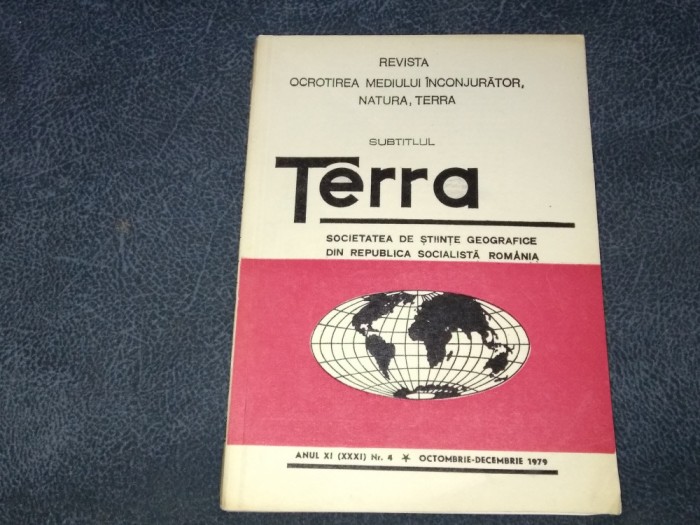 REVISTA
OCROTIREA MEDIULUI ÎNCONJURĂTOR,
NATURA, TERRA
SUBTITLUL
Terra
SOCIETATEA DE ȘTIINȚE GEOGRAFICE
DIN REPUBLICA SOCIALISTĂ ROMÂNIA
ANUL XI (XXXI) Nr. 4 ★ OCTOMBRIE-DECEMBRIE 1979